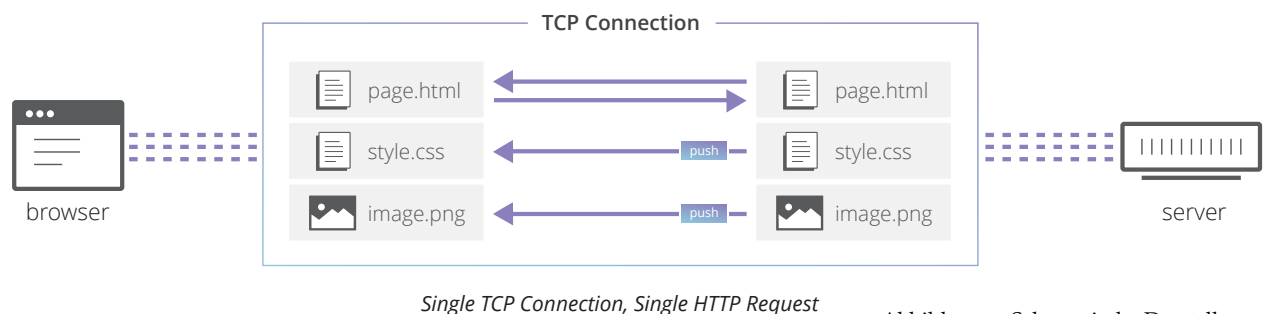 TCP Connection
page.html page.html
style.css push style.css
image.png push image.png
browser server
Single TCP Connection, Single HTTP Request